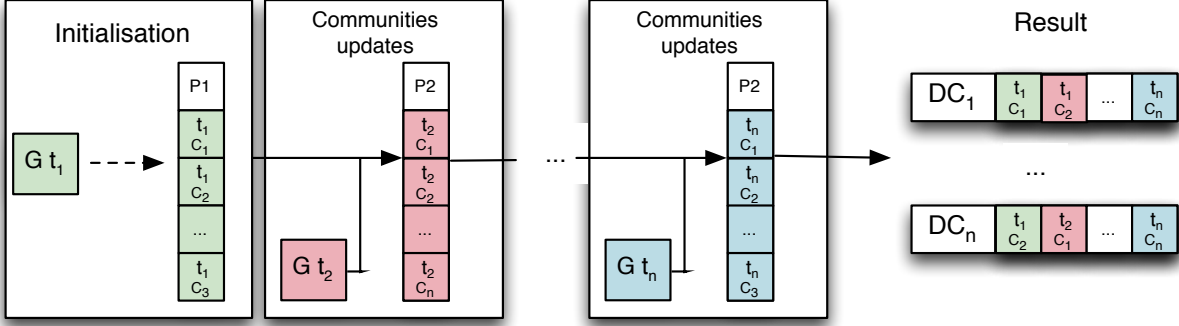 Initialisation
P1
G t1
t1
C1
t1
C2
...
t1
C3
Communities
updates
P2
t2
C1
t2
C2
...
G t2
t2
Cn
...
Communities
updates
P2
tn
C1
tn
C2
...
G tn
tn
C3
Result
DC1
t1
C1
t1
C2
...
tn
Cn
...
DCn
t1
C2
t2
C1
...
tn
Cn